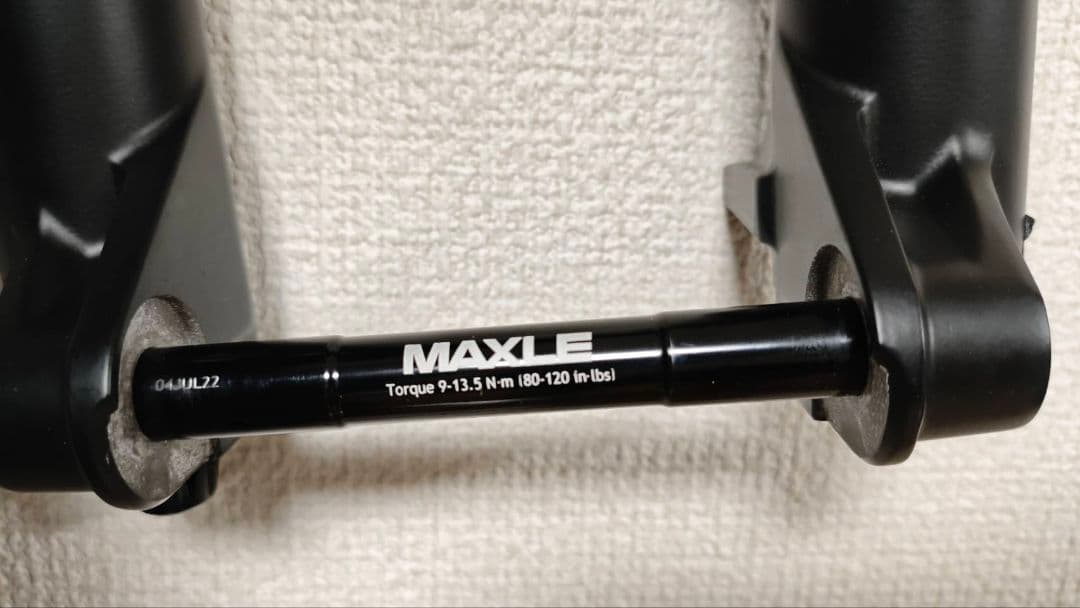 MAXLE
04JUL22
Torque 9-13.5 N·m (80-120 in-lbs)